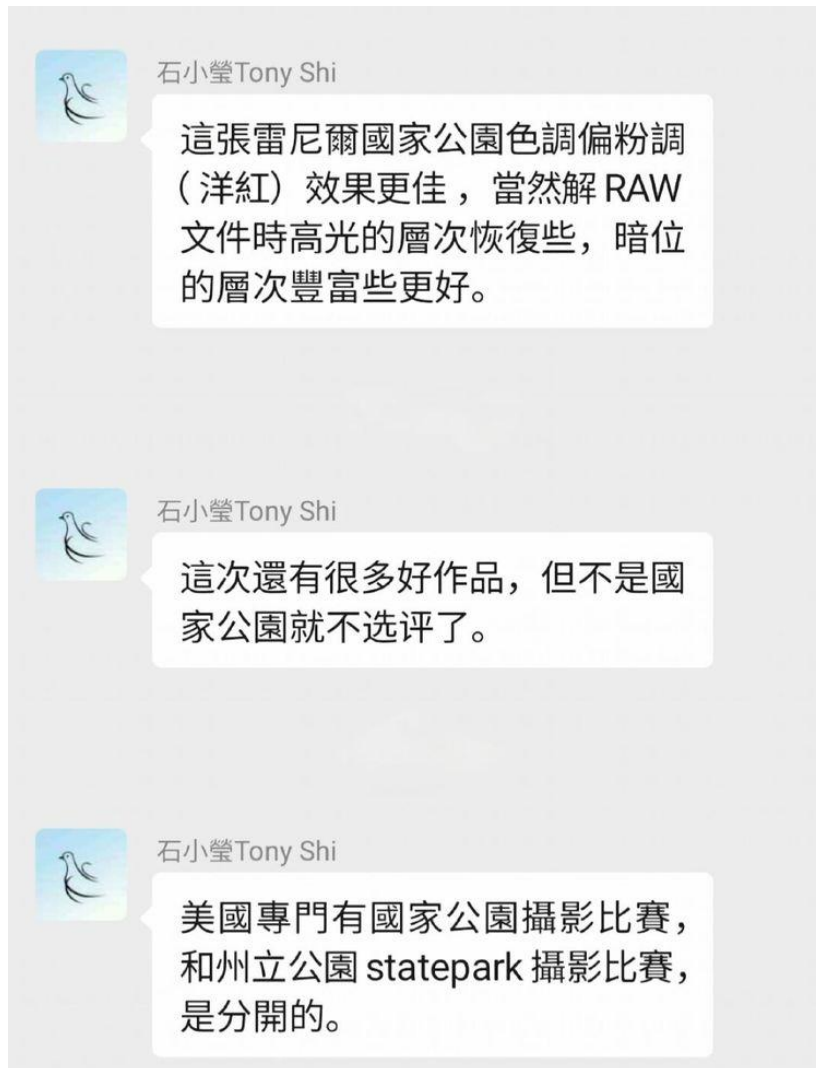 石小瑩Tony Shi
這張雷尼爾國家公園色調偏粉調
（洋紅）效果更佳，當然解 RAW
文件時高光的層次恢復些，暗位
的層次豐富些更好。
石小瑩Tony Shi
這次還有很多好作品，但不是國
家公園就不选评了。
石小瑩Tony Shi
美國專門有國家公園攝影比賽，
和州立公園 statepark 攝影比賽，
是分開的。